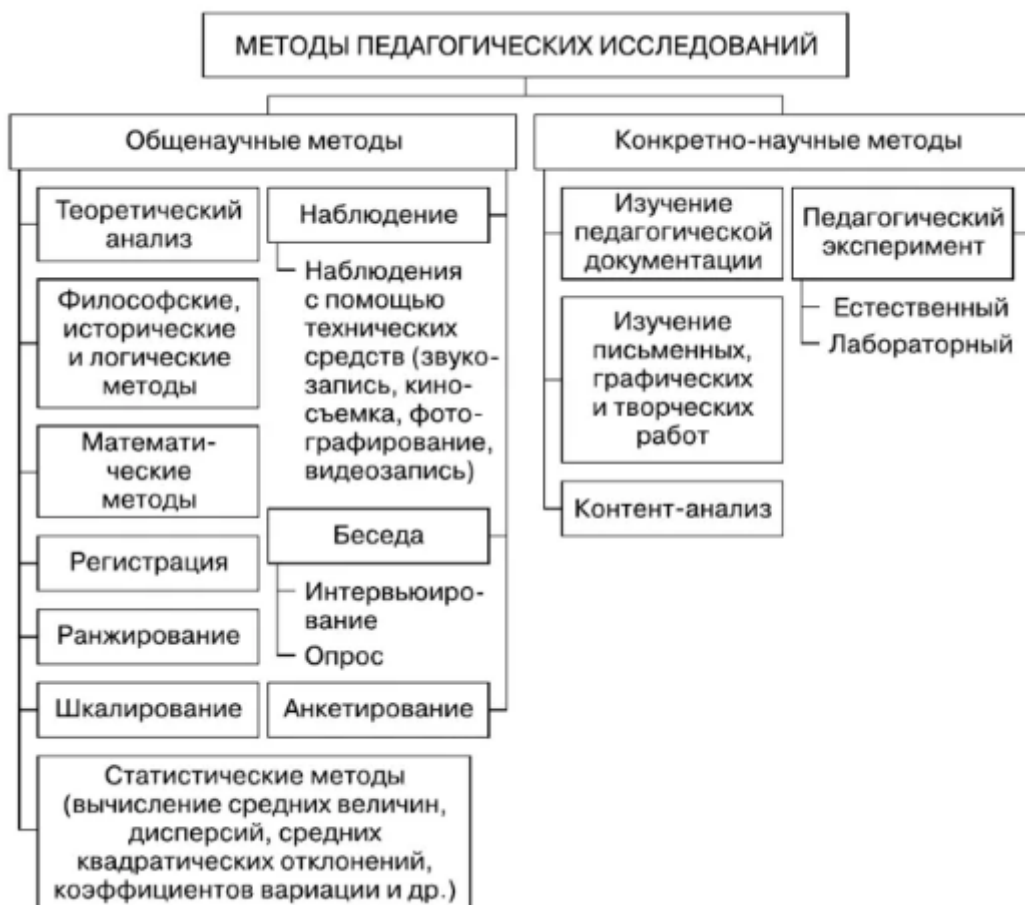 МЕТОДЫ ПЕДАГОГИЧЕСКИХ ИССЛЕДОВАНИЙ
Общенаучные методы
Теоретический
анализ
Философские,
исторические
и логические
методы
Математи-
ческие
методы
Регистрация
Ранжирование
Шкалирование
Статистические методы
(вычисление средних величин,
дисперсий, средних
квадратических отклонений,
коэффициентов вариации и др.)
Наблюдение
Наблюдения
с помощью
технических
средств (звуко-
запись, кино-
съемка, фото-
графирование,
видеозапись)
Беседа
Интервьюиро-
вание
Опрос
Анкетирование
Конкретно-научные методы
Изучение
педагогической
документации
Изучение
письменных,
графических
и творческих
работ
Контент-анализ
Педагогический
эксперимент
Естественный
Лабораторный